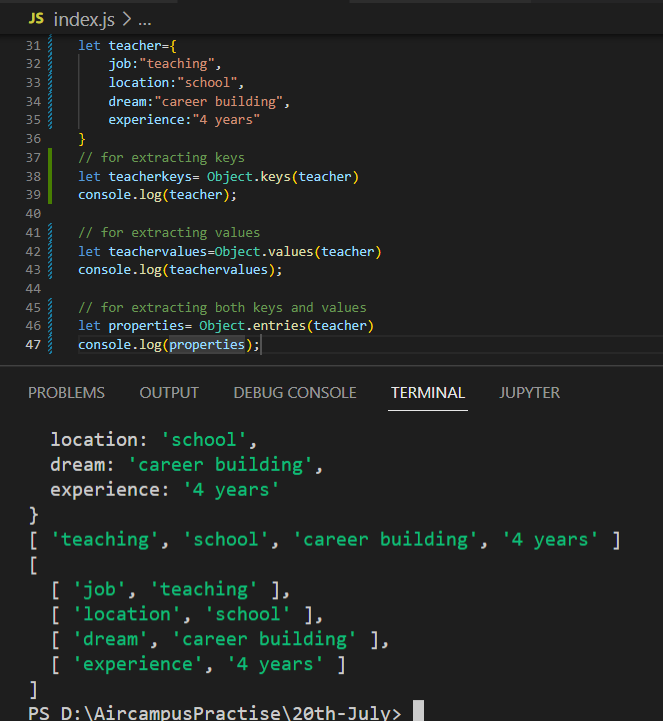 JS index.js > ...
31 let teacher={
32 job:"teaching",
33 location:"school",
34 dream:"career building",
35 experience:"4 years"
36 }
37 // for extracting keys
38 let teacherkeys= Object.keys(teacher)
39 console.log(teacher);
40
41 // for extracting values
42 let teachervalues=Object.values(teacher)
43 console.log(teachervalues);
44
45 // for extracting both keys and values
46 let properties= Object.entries(teacher)
47 console.log(properties);
PROBLEMS OUTPUT DEBUG CONSOLE TERMINAL JUPYTER
location: 'school',
dream: 'career building',
experience: '4 years'
}
[ 'teaching', 'school', 'career building', '4 years' ]
[
[ 'job', 'teaching' ],
[ 'location', 'school' ],
[ 'dream', 'career building' ],
[ 'experience', '4 years' ]
]
PS D:\AircampusPractise\20th-July>